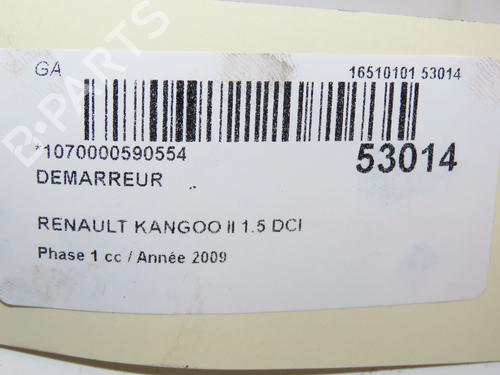 B-PARTS
GA
16510101 53014
*1070000590554
53014
DEMARREUR
RENAULT KANGOO II 1.5 DCI
Phase 1 cc / Année 2009